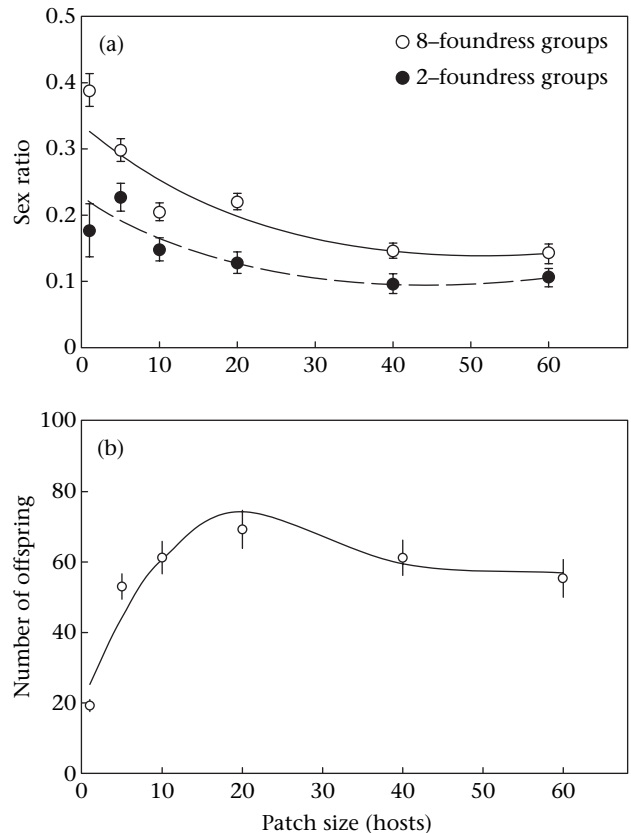 0.5
(a)
8–foundress groups
2–foundress groups
0.4
0.3
0.2
0.1
0
Sex ratio
0 10 20 30 40 50 60
100
(b)
80
60
40
20
0
Number of offspring
0 10 20 30 40 50 60
Patch size (hosts)